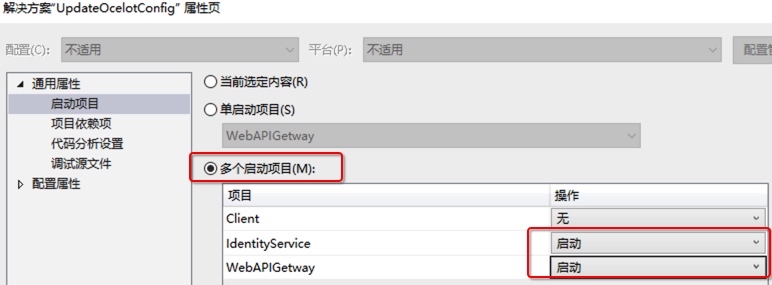 解决方案“UpdateOcelotConfig” 属性页
配置(C): 不适用 平台(P): 不适用 配置
通用属性
启动项目
项目依赖项
代码分析设置
调试源文件
配置属性
当前选定内容(R)
单启动项目(S)
WebAPIGetway
多个启动项目(M):
项目 操作
Client 无
IdentityService 启动
WebAPIGetway 启动